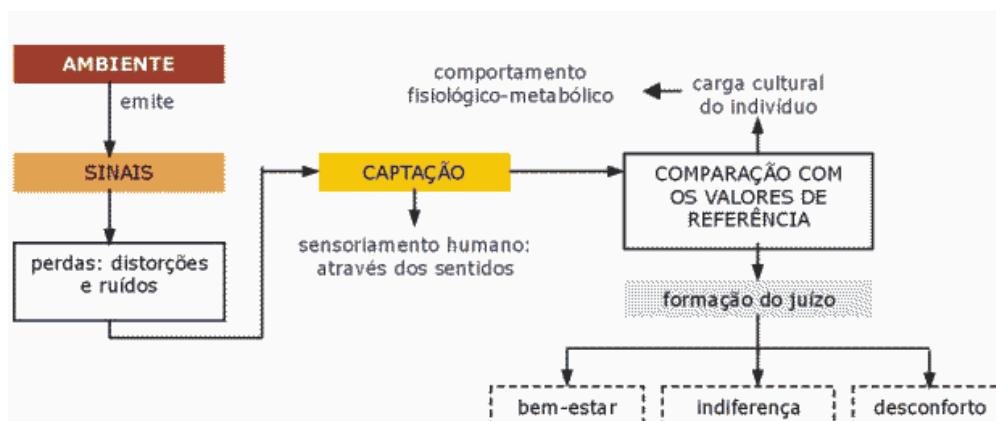 AMBIENTE
emite
SINAIS
perdas: distorções
e ruídos
CAPTAÇÃO
sensoriamento humano:
através dos sentidos
comportamento
fisiológico-metabólico
carga cultural
do indivíduo
COMPARAÇÃO COM
OS VALORES DE
REFERÊNCIA
formação do juízo
bem-estar
indiferença
desconforto